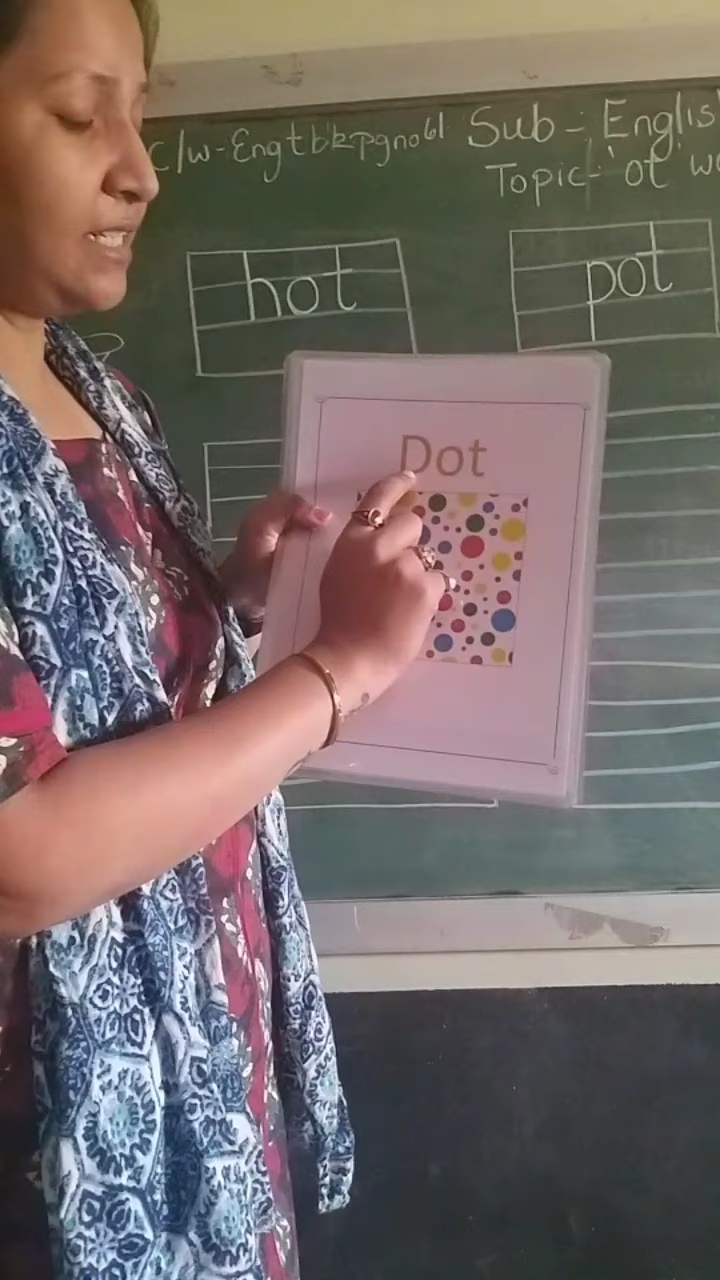 C/w-Eng tbk pg no 61
Sub-Englis
Topic-'ot'
hot
pot
Dot